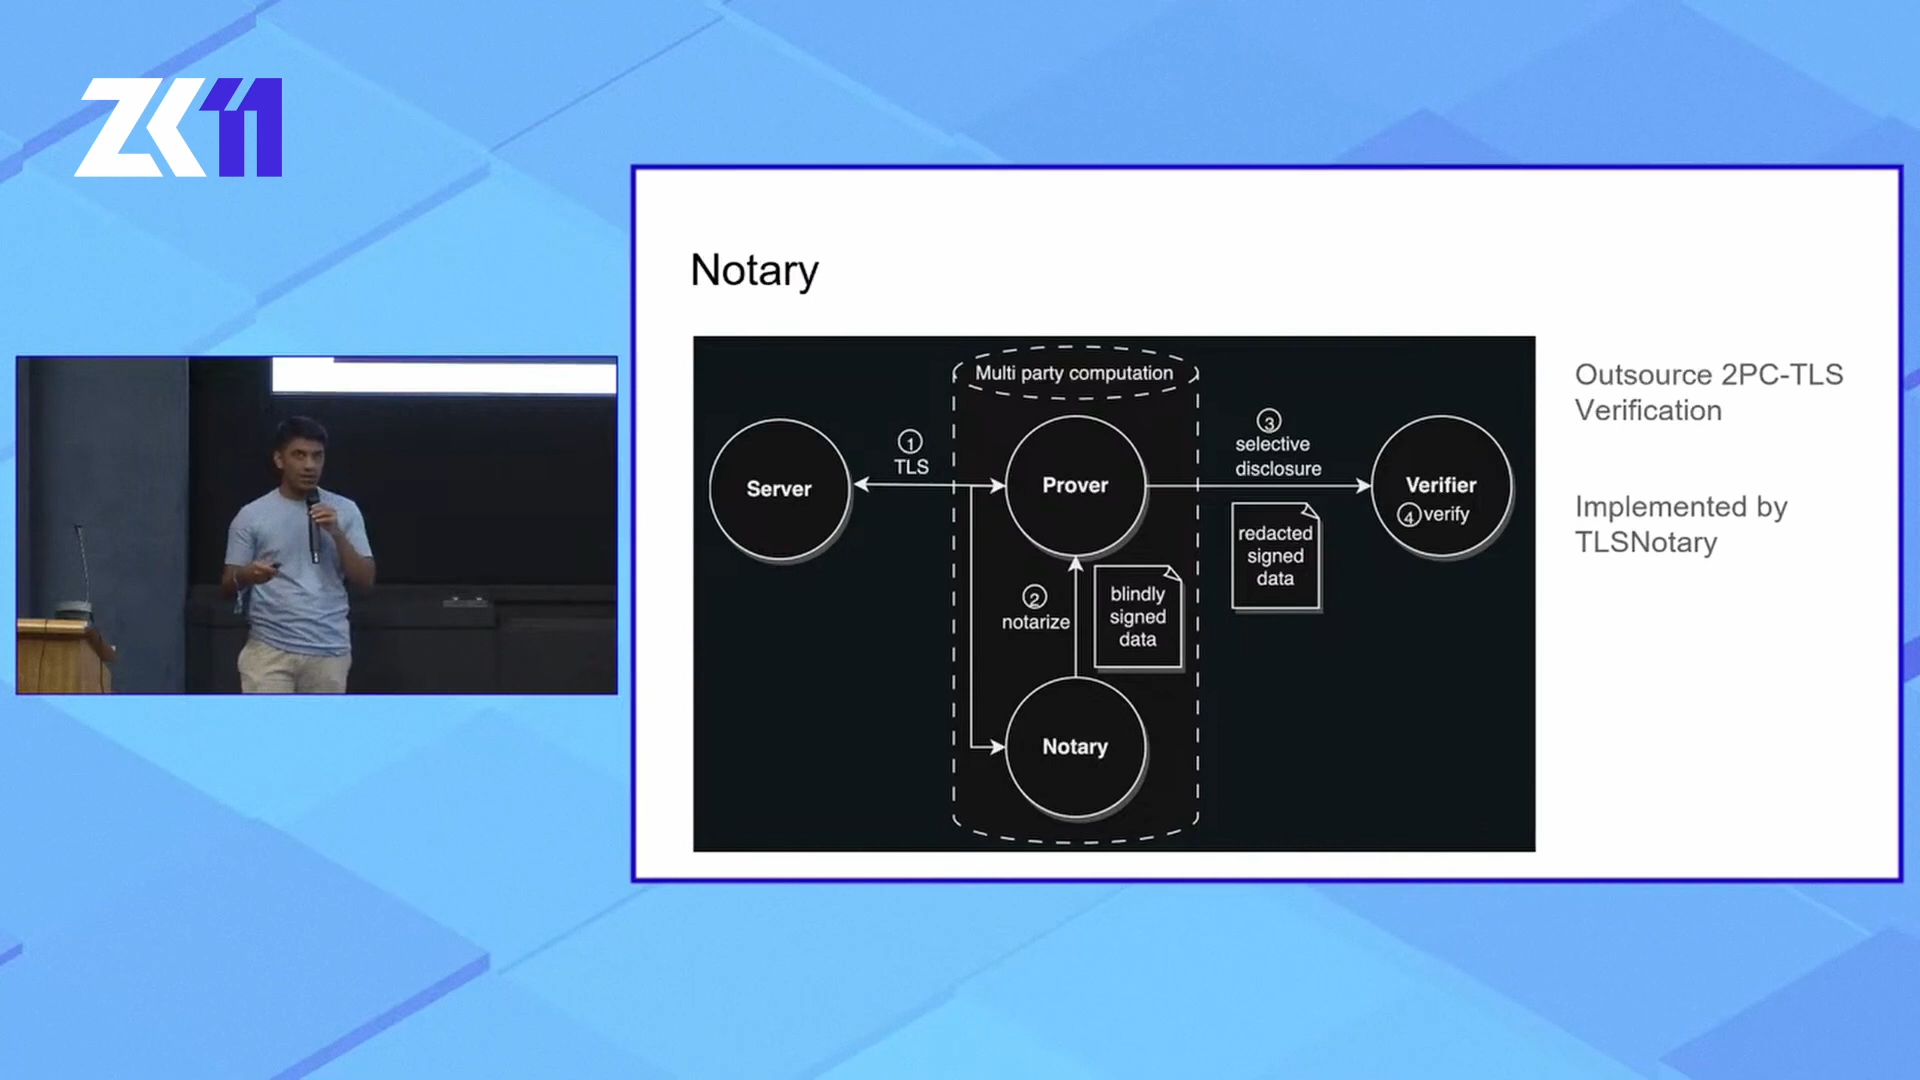 ZK11
Notary
Multi party computation
1
TLS
Server
Prover
3
selective
disclosure
Verifier
4 verify
redacted
signed
data
2
notarize
blindly
signed
data
Notary
Outsource 2PC-TLS
Verification
Implemented by
TLSNotary